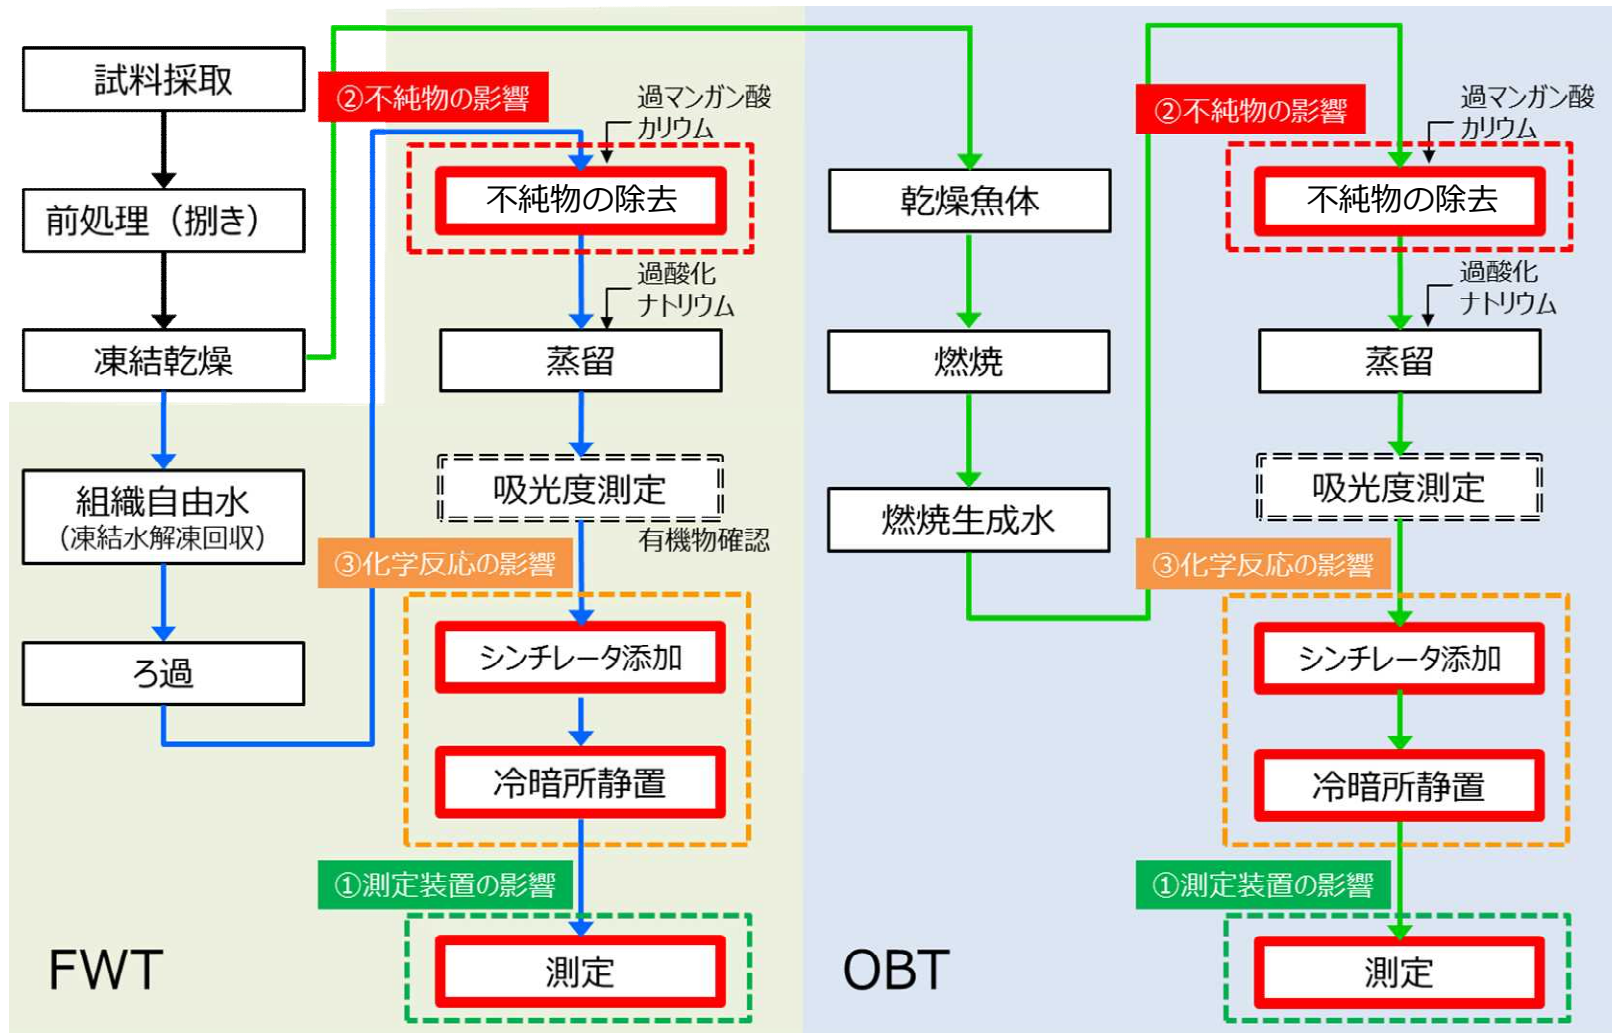 試料採取
前処理（捌き）
凍結乾燥
組織自由水
（凍結水解凍回収）
ろ過
②不純物の影響
過マンガン酸
カリウム
不純物の除去
過酸化
ナトリウム
蒸留
吸光度測定
有機物確認
③化学反応の影響
シンチレータ添加
冷暗所静置
①測定装置の影響
測定
FWT
乾燥魚体
燃焼
燃焼生成水
②不純物の影響
過マンガン酸
カリウム
不純物の除去
過酸化
ナトリウム
蒸留
吸光度測定
③化学反応の影響
シンチレータ添加
冷暗所静置
①測定装置の影響
測定
OBT